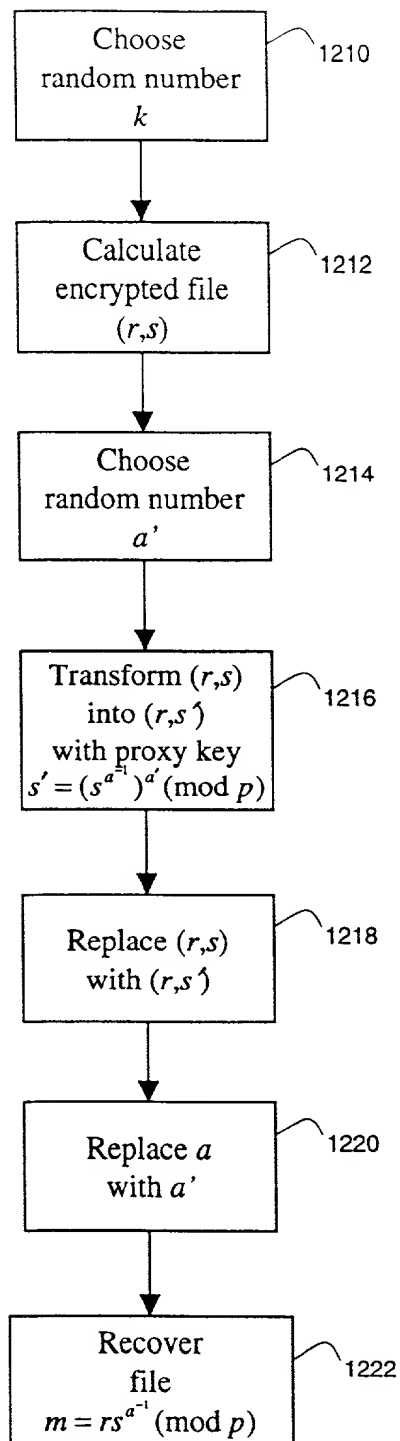 Choose
random number
k
1210
Calculate
encrypted file
(r,s)
1212
Choose
random number
a'
1214
Transform (r,s)
into (r,s')
with proxy key
s' = (s^{a^{-1}})^{a'} (mod p)
1216
Replace (r,s)
with (r,s')
1218
Replace a
with a'
1220
Recover
file
m = rs^{a^{-1}} (mod p)
1222